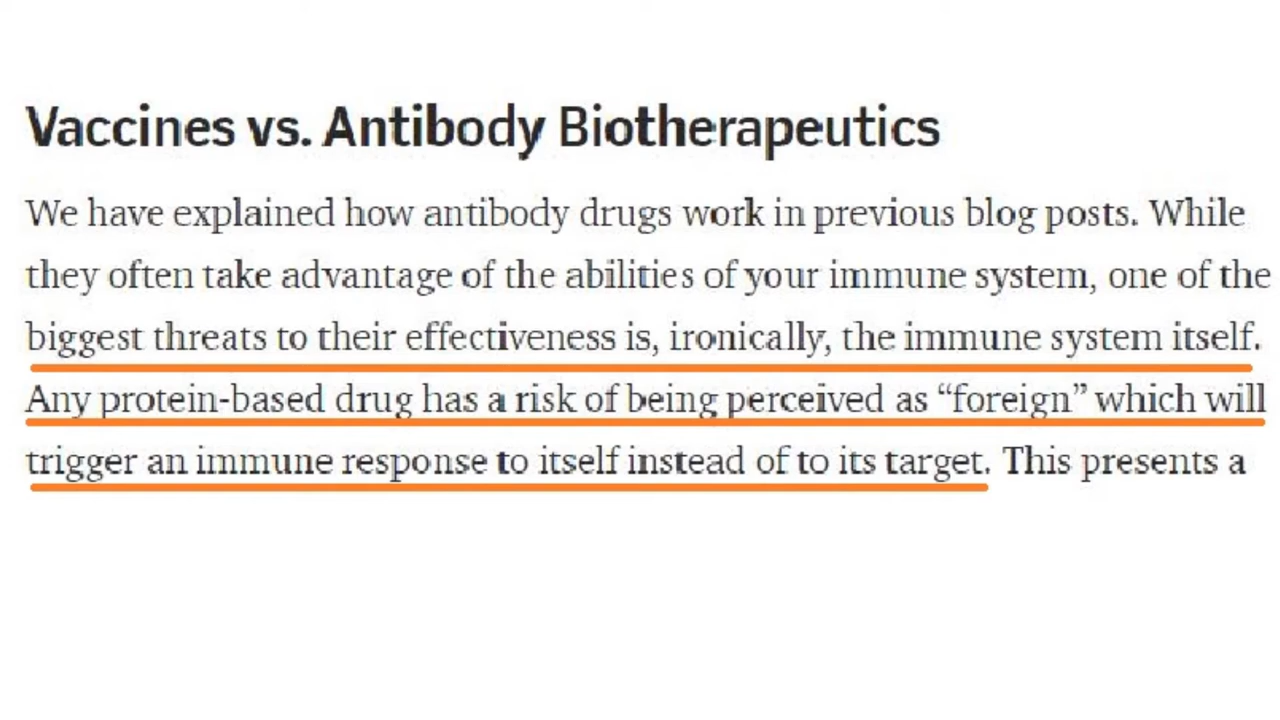 Vaccines vs. Antibody Biotherapeutics
We have explained how antibody drugs work in previous blog posts. While
they often take advantage of the abilities of your immune system, one of the
biggest threats to their effectiveness is, ironically, the immune system itself.
Any protein-based drug has a risk of being perceived as “foreign” which will
trigger an immune response to itself instead of to its target. This presents a